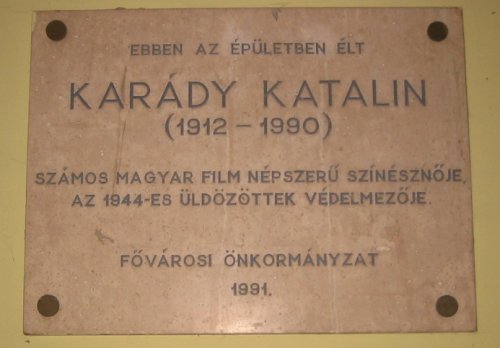 EBBEN AZ ÉPÜLETBEN ÉLT
KARÁDY KATALIN
(1912 – 1990)
SZÁMOS MAGYAR FILM NÉPSZERŰ SZÍNÉSZNŐJE,
AZ 1944-ES ÜLDÖZÖTTEK VÉDELMEZŐJE.
FŐVÁROSI ÖNKORMÁNYZAT
1991.